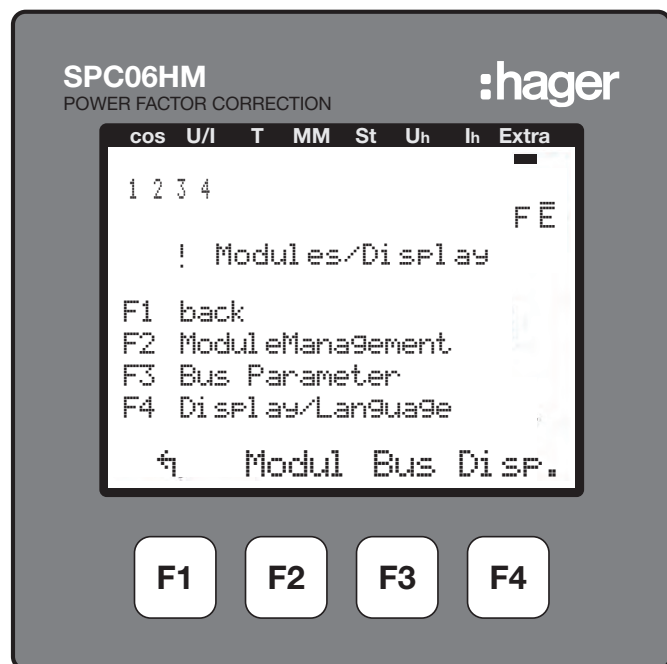 SPC06HM
:hager
POWER FACTOR CORRECTION
cos U/I T MM St Uh Ih Extra
1 2 3 4
F Ē
! Modules/Display
F1 back
F2 ModuleManagement
F3 Bus Parameter
F4 Display/Language
↰ Modul Bus Disp.
F1 F2 F3 F4